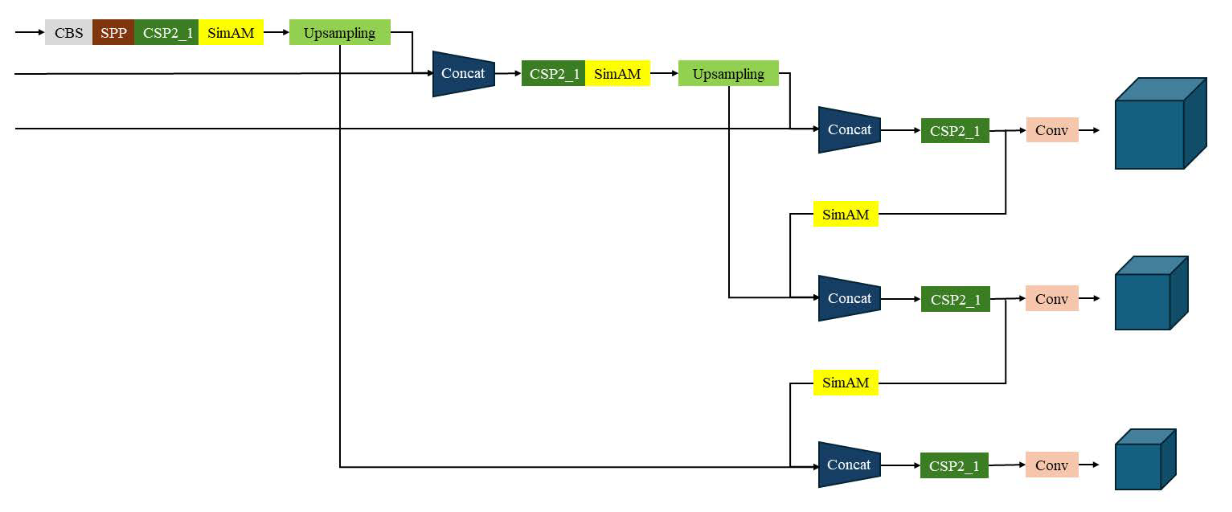 CBS SPP CSP2_1 SimAM Upsampling
Concat CSP2_1 SimAM Upsampling
Concat CSP2_1 Conv
SimAM
Concat CSP2_1 Conv
SimAM
Concat CSP2_1 Conv